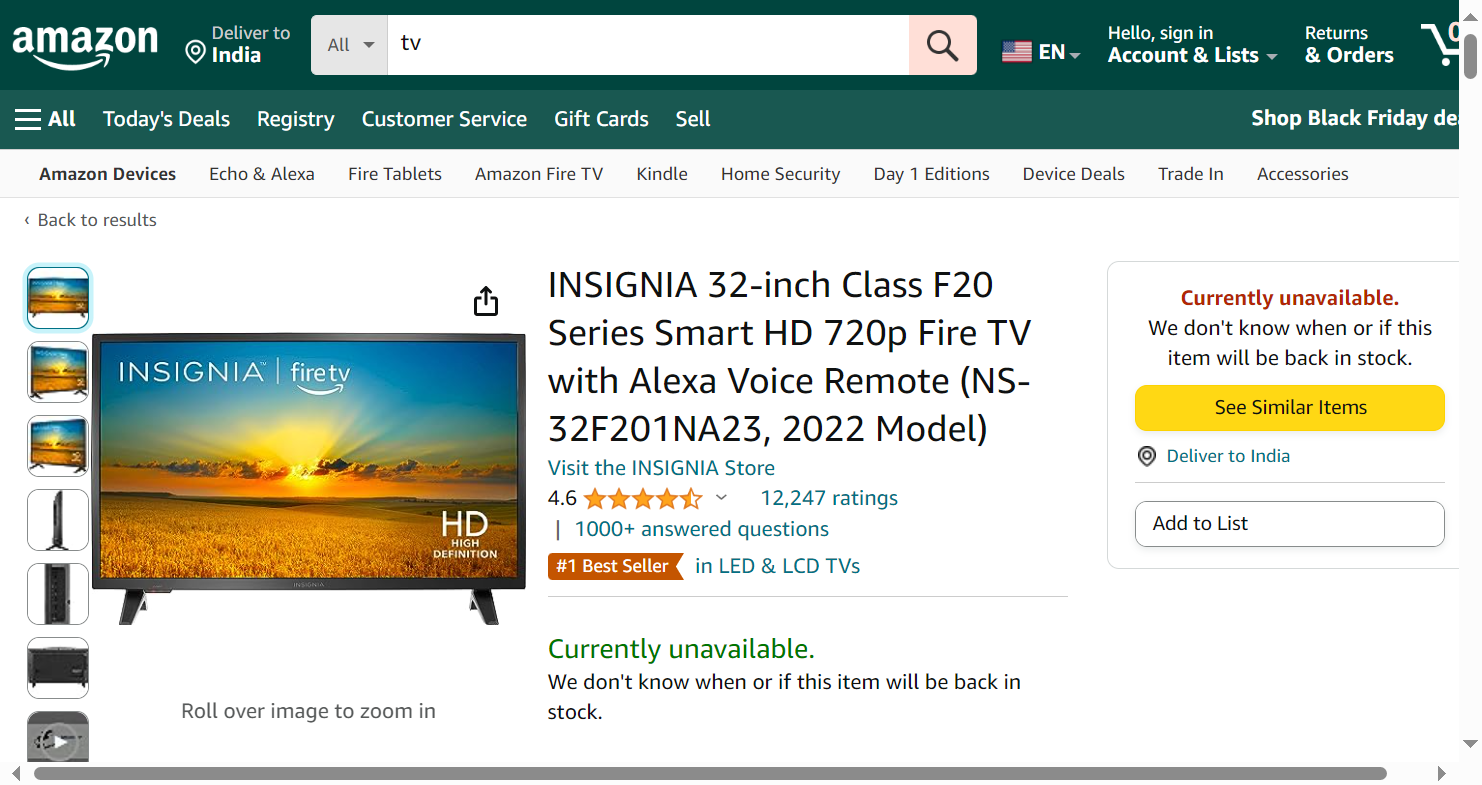 amazon
Deliver to
India
All
tv
EN
Hello, sign in
Account & Lists
Returns
& Orders
0
All
Today's Deals
Registry
Customer Service
Gift Cards
Sell
Shop Black Friday
Amazon Devices
Echo & Alexa
Fire Tablets
Amazon Fire TV
Kindle
Home Security
Day 1 Editions
Device Deals
Trade In
Accessories
‹ Back to results
INSIGNIA™ | fire tv
HD
HIGH
DEFINITION
INSIGNIA
Roll over image to zoom in
INSIGNIA 32-inch Class F20
Series Smart HD 720p Fire TV
with Alexa Voice Remote (NS-
32F201NA23, 2022 Model)
Visit the INSIGNIA Store
4.6
12,247 ratings
| 1000+ answered questions
#1 Best Seller in LED & LCD TVs
Currently unavailable.
We don't know when or if this item will be back in
stock.
Currently unavailable.
We don't know when or if this
item will be back in stock.
See Similar Items
Deliver to India
Add to List